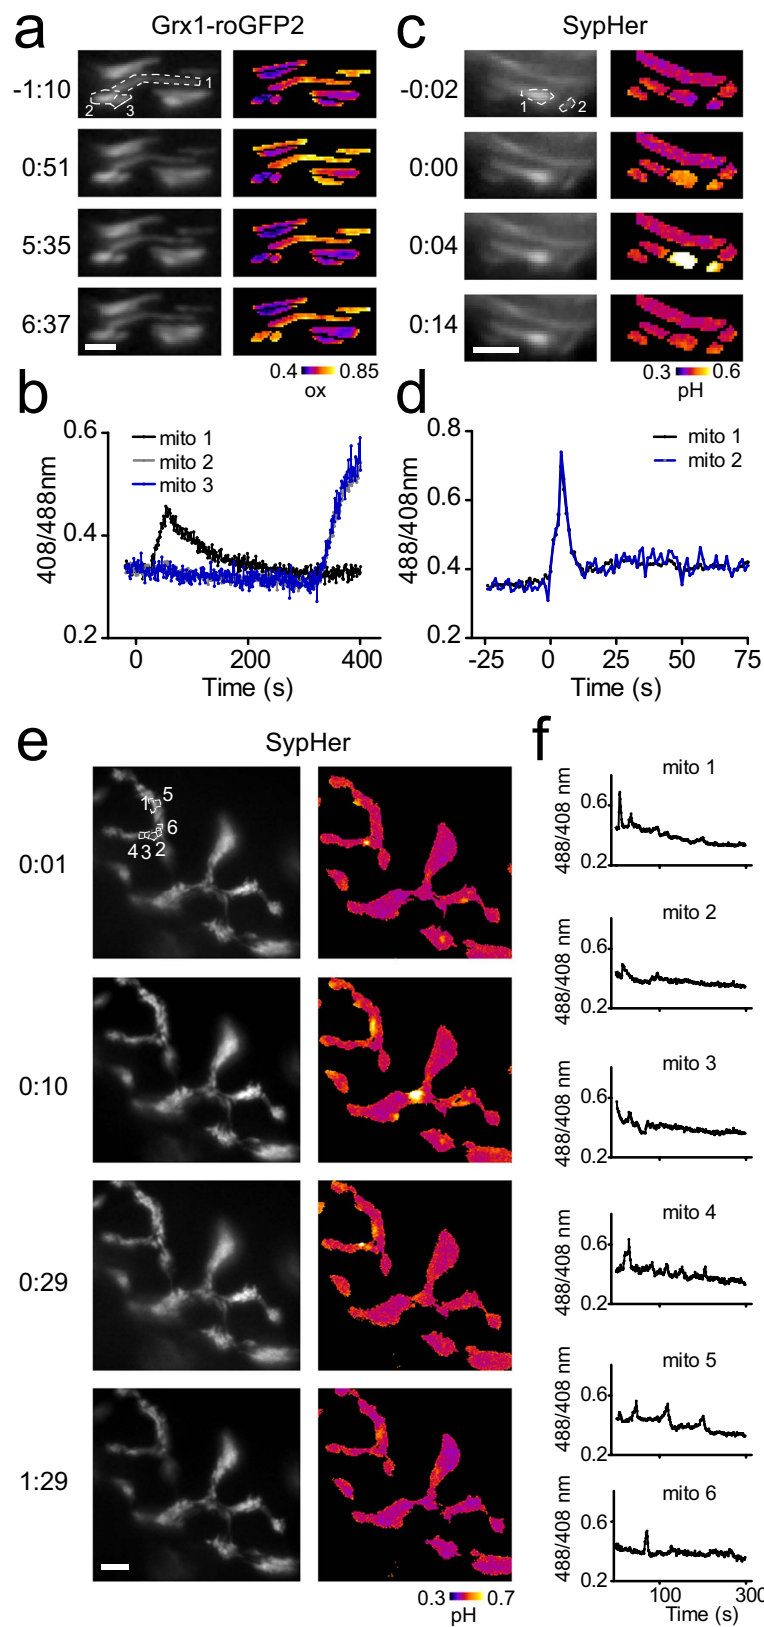 a
Grx1-roGFP2
-1:10
1
2
3
0:51
5:35
6:37
0.4
0.85
ox
c
SypHer
-0:02
1
2
0:00
0:04
0:14
0.3
0.6
pH
b
0.6
0.4
0.2
408/488nm
mito 1
mito 2
mito 3
0
200
400
Time (s)
d
0.8
0.6
0.4
0.2
488/408nm
mito 1
mito 2
-25
0
25
50
75
Time (s)
e
SypHer
0:01
1
5
6
4
3
2
0:10
0:29
1:29
0.3
0.7
pH
f
mito 1
488/408 nm
0.6
0.2
mito 2
488/408 nm
0.6
0.2
mito 3
488/408 nm
0.6
0.2
mito 4
488/408 nm
0.6
0.2
mito 5
488/408 nm
0.6
0.2
mito 6
488/408 nm
0.6
0.2
100
300
Time (s)